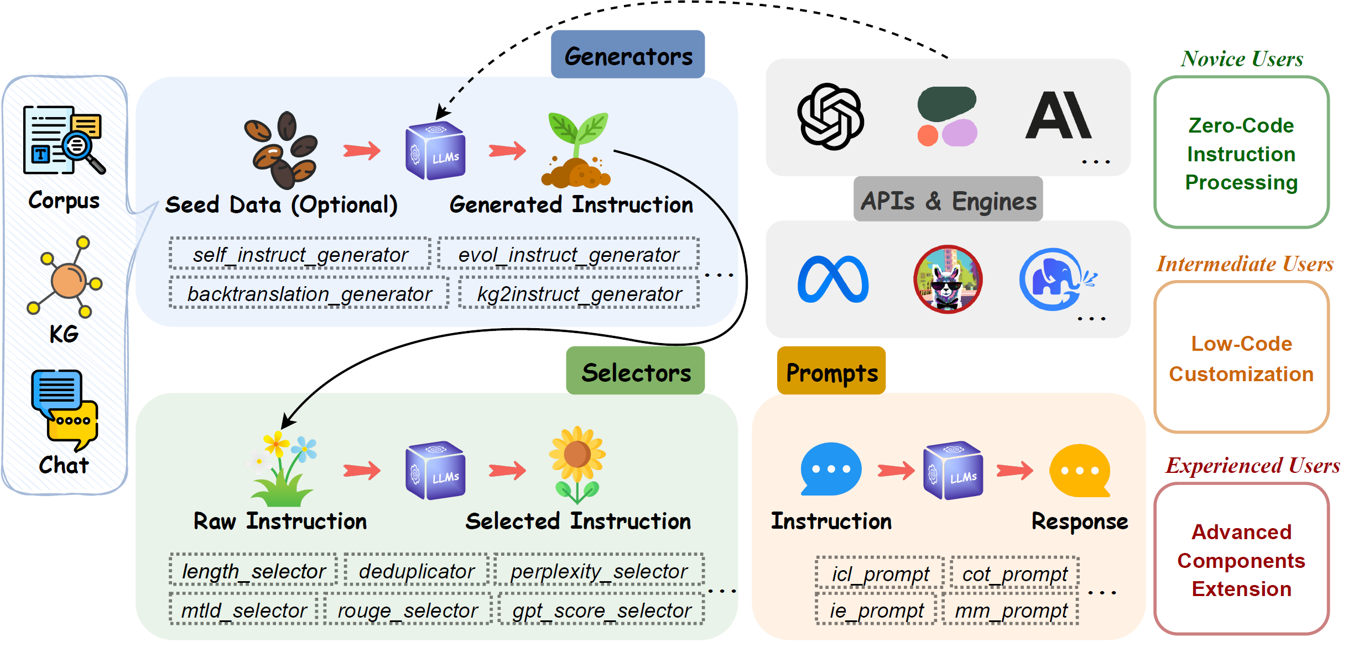 Corpus
KG
Chat
Generators
LLMs
Seed Data (Optional)
Generated Instruction
self_instruct_generator
evol_instruct_generator
backtranslation_generator
kg2instruct_generator
...
Selectors
LLMs
Raw Instruction
Selected Instruction
length_selector
deduplicator
perplexity_selector
mtld_selector
rouge_selector
gpt_score_selector
...
...
APIs & Engines
...
Prompts
LLMs
Instruction
Response
icl_prompt
cot_prompt
ie_prompt
mm_prompt
...
Novice Users
Zero-Code
Instruction
Processing
Intermediate Users
Low-Code
Customization
Experienced Users
Advanced
Components
Extension